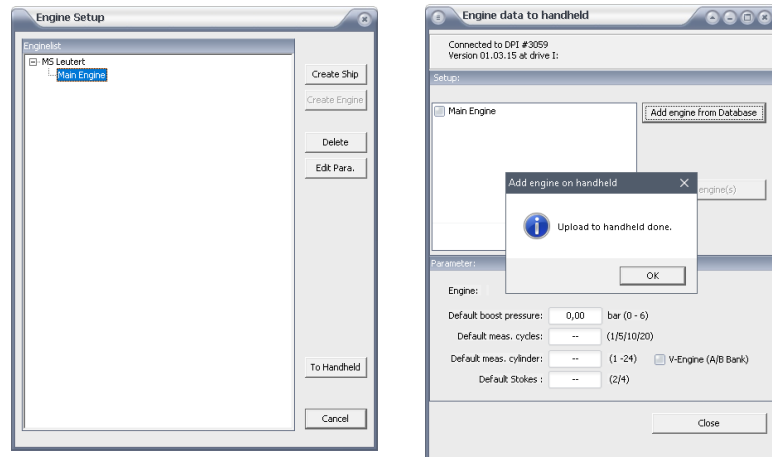 Engine Setup
Enginelist
MS Leutert
Main Engine
Create Ship
Create Engine
Delete
Edit Para.
To Handheld
Cancel
Engine data to handheld
Connected to DPI #3059
Version 01.03.15 at drive I:
Setup:
Main Engine
Add engine from Database
engine(s)
Add engine on handheld
Upload to handheld done.
OK
Parameter:
Engine:
Default boost pressure: 0,00 bar (0 - 6)
Default meas. cycles: -- (1/5/10/20)
Default meas. cylinder: -- (1 -24) V-Engine (A/B Bank)
Default Stokes : -- (2/4)
Close